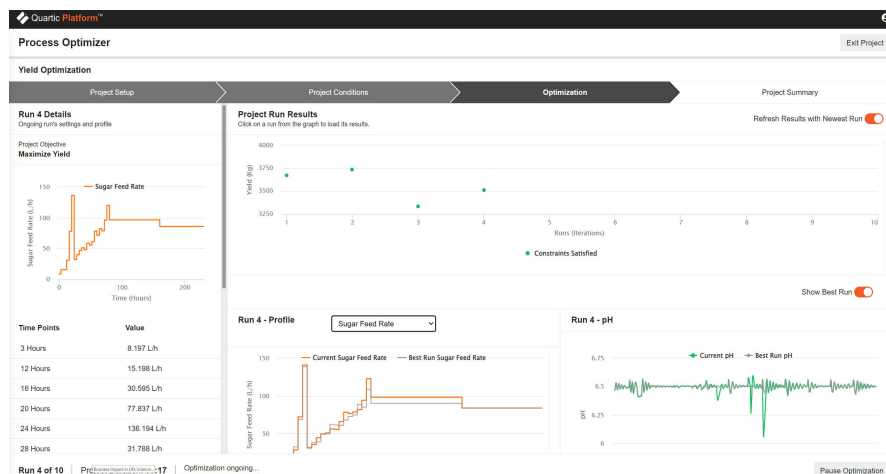 Quartic Platform™
Process Optimizer
Exit Project
Yield Optimization
Project Setup
Project Conditions
Optimization
Project Summary
Run 4 Details
Ongoing run's settings and profile
Project Objective
Maximize Yield
150
100
50
0
Sugar Feed Rate (L/h)
Sugar Feed Rate
0 100 200
Time (Hours)
Time Points Value
3 Hours 8.197 L/h
12 Hours 15.198 L/h
16 Hours 30.595 L/h
20 Hours 77.837 L/h
24 Hours 136.194 L/h
28 Hours 31.788 L/h
Project Run Results
Click on a run from the graph to load its results.
Refresh Results with Newest Run
4000
3750
3500
3250
Yield (Kg)
1 2 3 4 5 6 7 8 9 10
Runs (Iterations)
Constraints Satisfied
Show Best Run
Run 4 - Profile
Sugar Feed Rate
150
100
50
Sugar Feed Rate (L/h)
Current Sugar Feed Rate Best Run Sugar Feed Rate
Run 4 - pH
6.75
6.5
6.25
6
pH
Current pH Best Run pH
Run 4 of 10
Business Impact in Life Science...
17
Optimization ongoing...
Pause Optimization